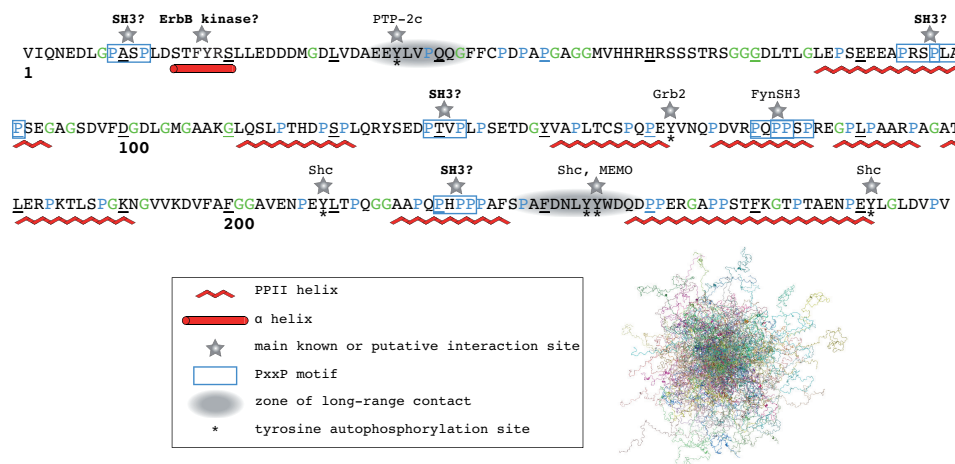 SH3? ErbB kinase? PTP-2c SH3?
VIQNEDLGPASPLDSTFYRSLLEDDDMGDLVDAEEYLVPQQGFFCPDPAPGAGGMVHHRHRSSSTRSGGGDLTLGLEPSEEEAPRSPLA
*
1
SH3? Grb2 FynSH3
PSEGAGSDVFDGDLGMGAAKGLQSLPTHDPSPLQRYSEDPTVPLPSETDGYVAPLTCSPQPEYVNQPDVRPQPPSPREGPLPAARPAGAT
*
100
Shc SH3? Shc, MEMO Shc
LERPKTLSPGKNGVVKDVFAFGGAVENPEYLTPQGGAAPQPHPPPAFSPAFDNLYYWDQDPPERGAPPSTFKGTPTAENPEYLGLDVPV
* ** *
200
PPII helix
α helix
main known or putative interaction site
PxxP motif
zone of long-range contact
* tyrosine autophosphorylation site